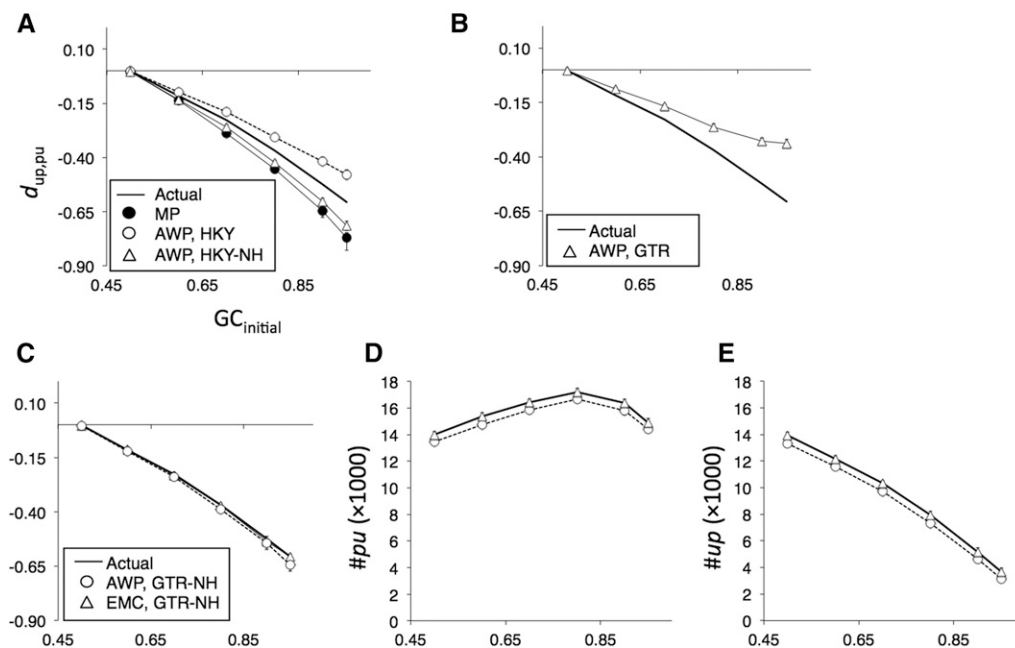 A
0.10
-0.15
-0.40
-0.65
-0.90
d up,pu
Actual
MP
AWP, HKY
AWP, HKY-NH
0.45 0.65 0.85
GC initial
B
0.10
-0.15
-0.40
-0.65
-0.90
Actual
AWP, GTR
0.45 0.65 0.85
C
0.10
-0.15
-0.40
-0.65
-0.90
Actual
AWP, GTR-NH
EMC, GTR-NH
0.45 0.65 0.85
D
#pu (×1000)
18
16
14
12
10
8
6
4
2
0
0.45 0.65 0.85
E
#up (×1000)
18
16
14
12
10
8
6
4
2
0
0.45 0.65 0.85